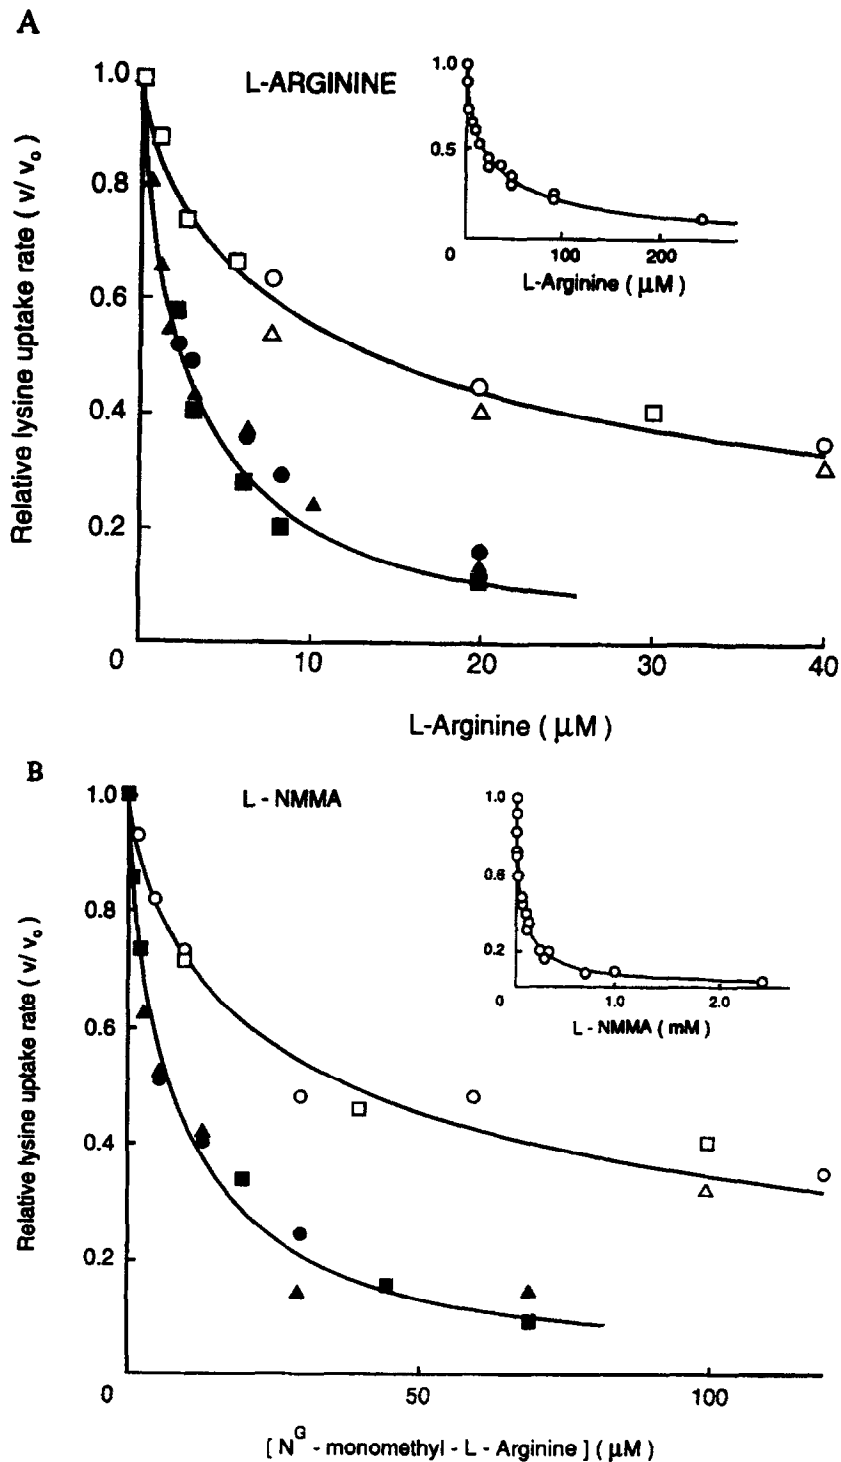 A
L-ARGININE
Relative lysine uptake rate ( v/ v₀ )
1.0
0.8
0.6
0.4
0.2
0
10
20
30
40
L-Arginine ( μM )
1.0
0.5
0
100
200
L-Arginine ( μM )
B
L - NMMA
Relative lysine uptake rate ( v/ v₀ )
1.0
0.8
0.6
0.4
0.2
0
50
100
[ Nᴳ - monomethyl - L - Arginine ] ( μM )
1.0
0.6
0.2
0
1.0
2.0
L - NMMA ( mM )